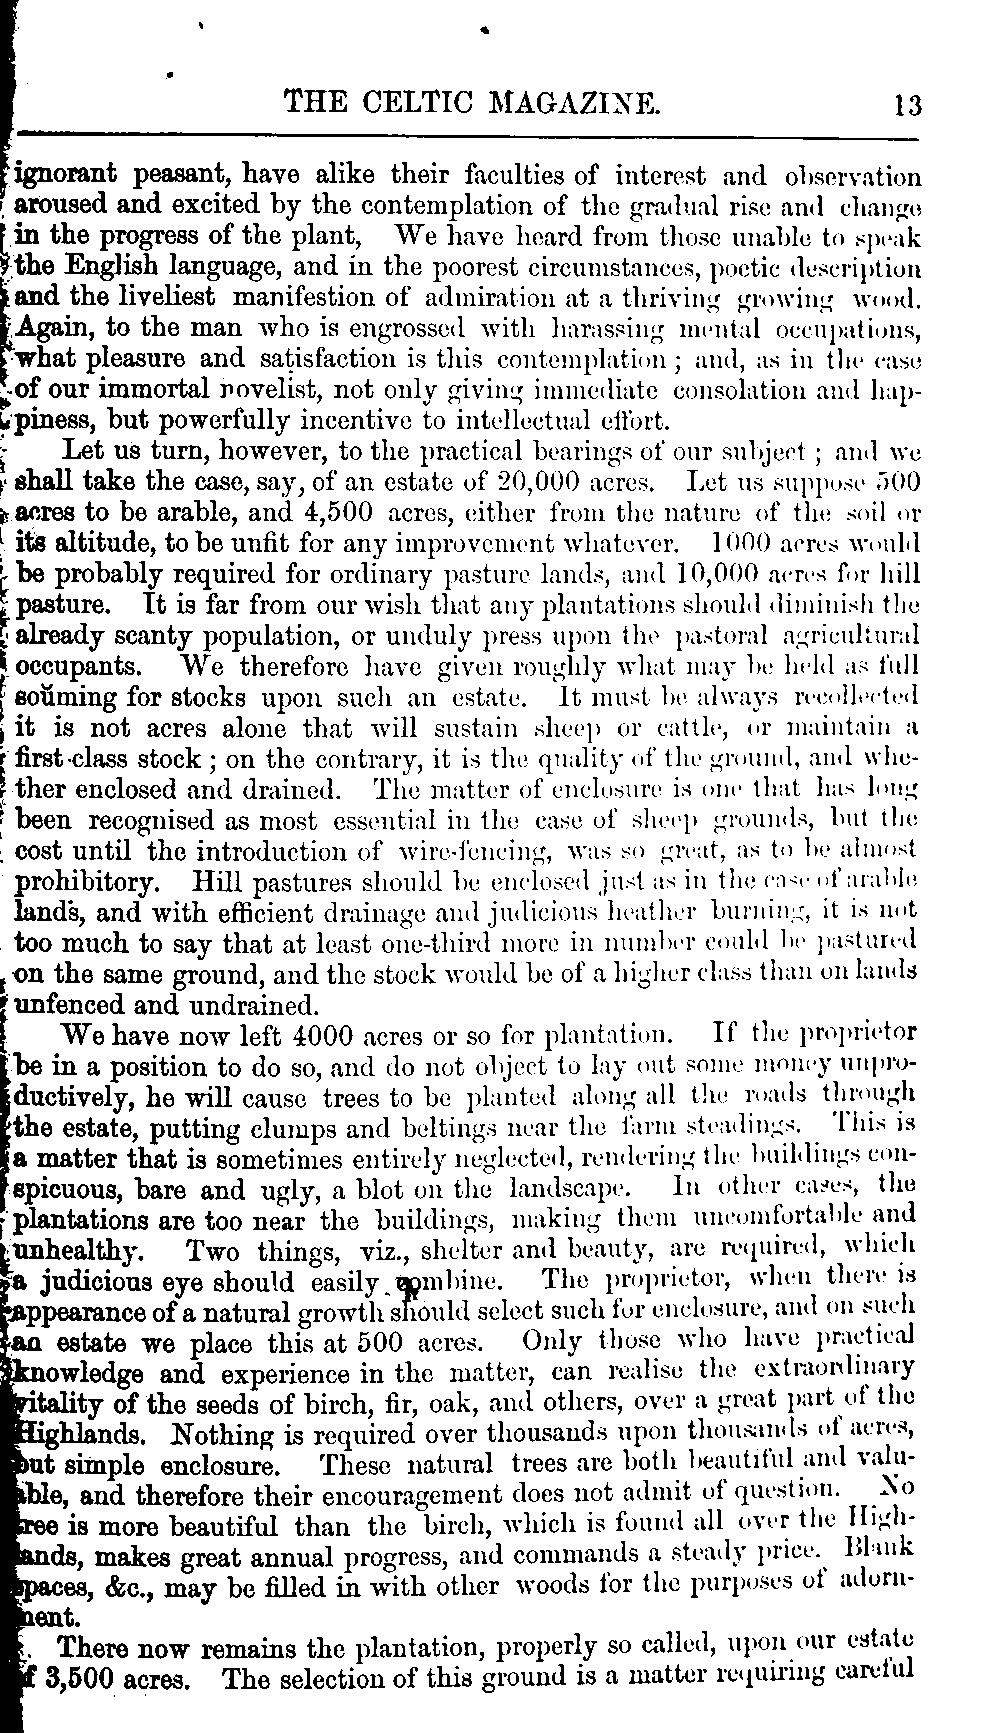 THE CELTIC MAGAZINE. 13
ignorant peasant, have alike their faculties of interest and observation
aroused and excited by the contemplation of the gradual rise and change
in the progress of the plant, We have heard from those unable to speak
the English language, and in the poorest circumstances, poetic description
and the liveliest manifestion of admiration at a thriving growing wood.
Again, to the man who is engrossed with harassing mental occupations,
what pleasure and satisfaction is this contemplation ; and, as in the case
of our immortal novelist, not only giving immediate consolation and hap-
piness, but powerfully incentive to intellectual effort.
Let us turn, however, to the practical bearings of our subject ; and we
shall take the case, say, of an estate of 20,000 acres. Let us suppose 500
acres to be arable, and 4,500 acres, either from the nature of the soil or
its altitude, to be unfit for any improvement whatever. 1000 acres would
be probably required for ordinary pasture lands, and 10,000 acres for hill
pasture. It is far from our wish that any plantations should diminish the
already scanty population, or unduly press upon the pastoral agricultural
occupants. We therefore have given roughly what may be held as full
souming for stocks upon such an estate. It must be always recollected
it is not acres alone that will sustain sheep or cattle, or maintain a
first-class stock ; on the contrary, it is the quality of the ground, and whe-
ther enclosed and drained. The matter of enclosure is one that has long
been recognised as most essential in the case of sheep grounds, but the
cost until the introduction of wire-fencing, was so great, as to be almost
prohibitory. Hill pastures should be enclosed just as in the case of arable
lands, and with efficient drainage and judicious heather burning, it is not
too much to say that at least one-third more in number could be pastured
on the same ground, and the stock would be of a higher class than on lands
unfenced and undrained.
We have now left 4000 acres or so for plantation. If the proprietor
be in a position to do so, and do not object to lay out some money unpro-
ductively, he will cause trees to be planted along all the roads through
the estate, putting clumps and beltings near the farm steadings. This is
a matter that is sometimes entirely neglected, rendering the buildings con-
spicuous, bare and ugly, a blot on the landscape. In other cases, the
plantations are too near the buildings, making them uncomfortable and
unhealthy. Two things, viz., shelter and beauty, are required, which
a judicious eye should easily combine. The proprietor, when there is
appearance of a natural growth should select such for enclosure, and on such
an estate we place this at 500 acres. Only those who have practical
knowledge and experience in the matter, can realise the extraordinary
vitality of the seeds of birch, fir, oak, and others, over a great part of the
Highlands. Nothing is required over thousands upon thousands of acres,
but simple enclosure. These natural trees are both beautiful and valu-
able, and therefore their encouragement does not admit of question. No
tree is more beautiful than the birch, which is found all over the High-
lands, makes great annual progress, and commands a steady price. Blank
spaces, &c., may be filled in with other woods for the purposes of adorn-
ment.
There now remains the plantation, properly so called, upon our estate
of 3,500 acres. The selection of this ground is a matter requiring careful